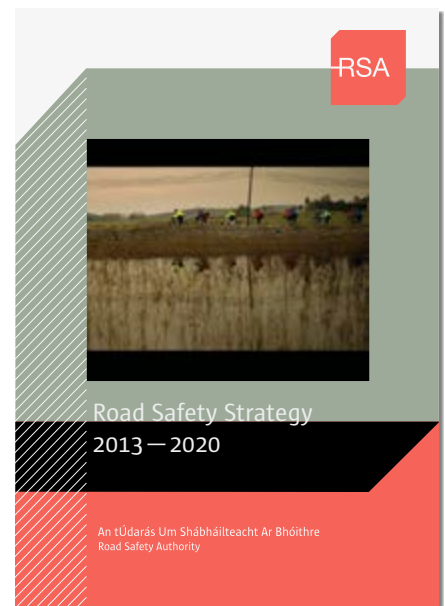 RSA
Road Safety Strategy
2013 — 2020
An tÚdarás Um Shábháilteacht Ar Bhóithre
Road Safety Authority